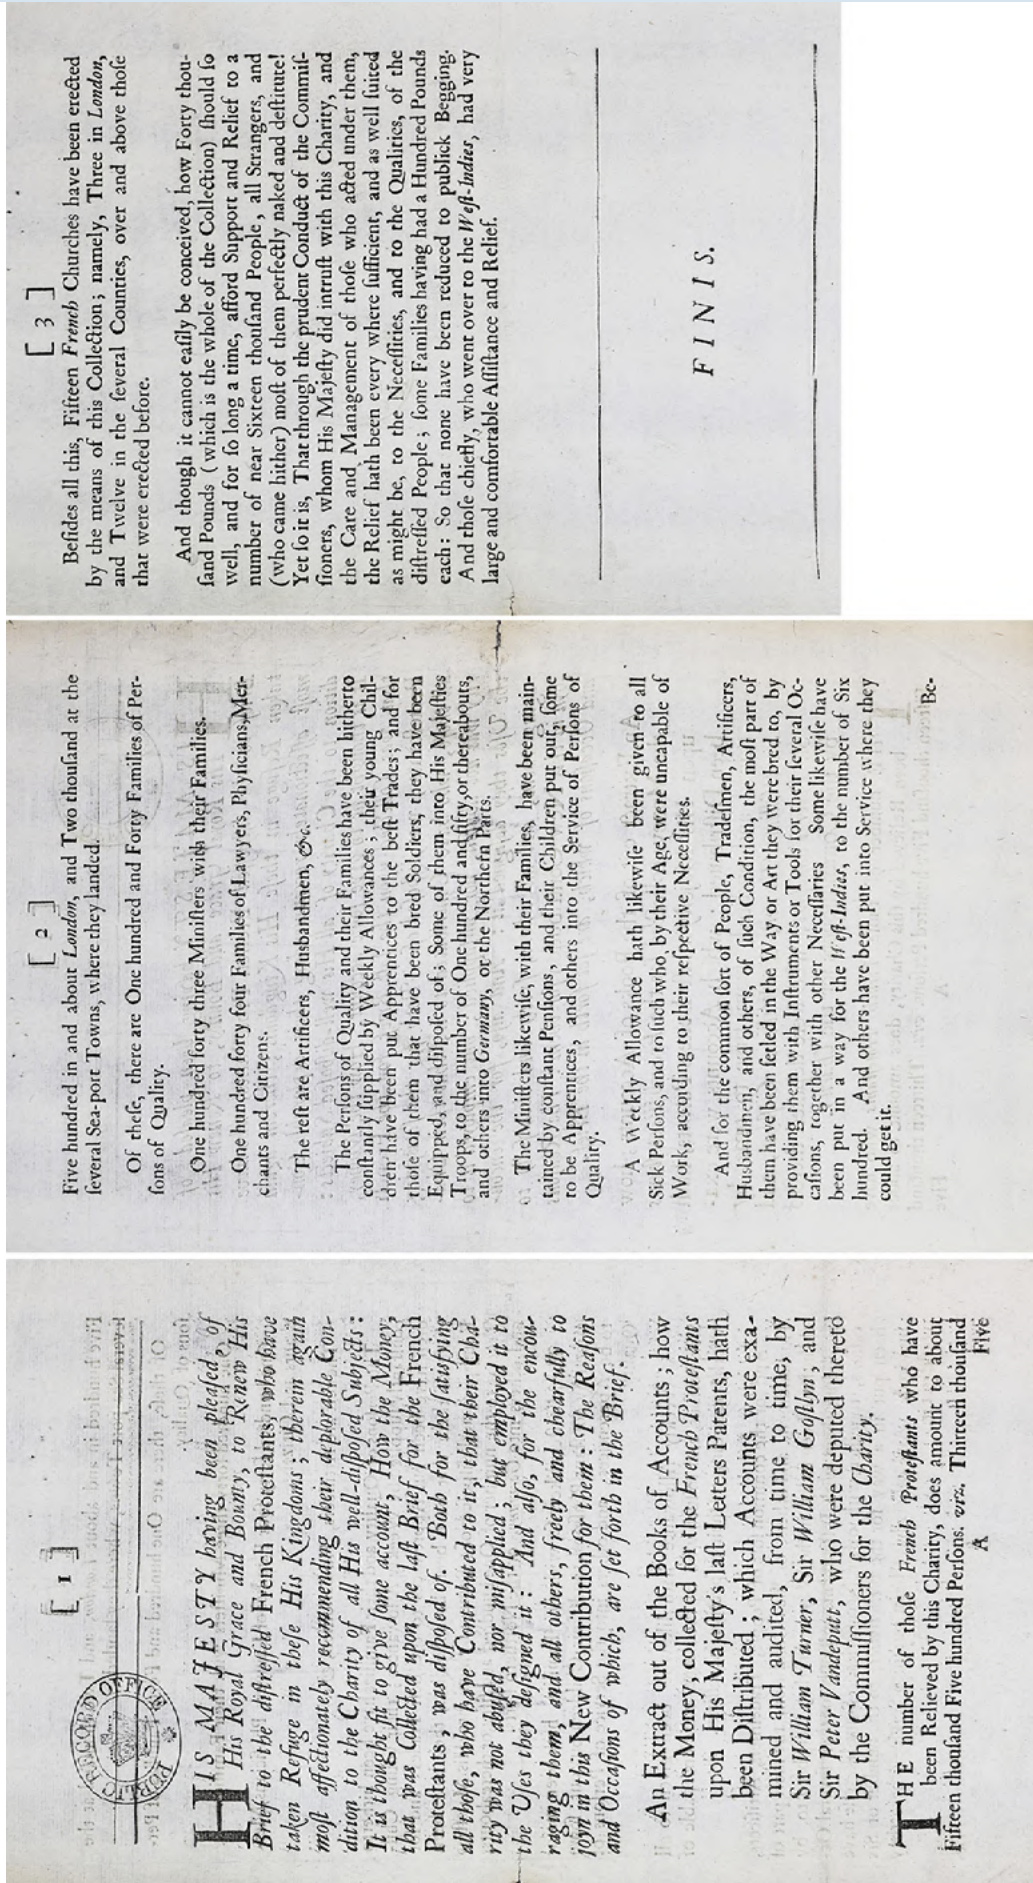 [ 1 ]
PUBLIC RECORD OFFICE
HIS MAJESTY having been pleased, of
His Royal Grace and Bounty, to Renew His
Brief to the diſtreſſed French Proteſtants, who have
taken Refuge in theſe His Kingdoms; therein again
moſt affectionately recommending their deplorable Con-
dition to the Charity of all His well-diſpoſed Subjects:
It is thought fit to give ſome account, How the Money,
that was Collected upon the laſt Brief for the French
Proteſtants, was diſpoſed of. Both for the ſatisfying
all thoſe, who have Contributed to it, that their Cha-
rity was not abuſed, nor miſapplied; but employed it to
the Uſes they deſigned it: And alſo, for the encou-
raging them, and all others, freely and chearfully to
joyn in this New Contribution for them: The Reaſons
and Occaſions of which, are ſet forth in the Brief.
An Extract out of the Books of Accounts; how
the Money, collected for the French Proteſtants
upon His Majeſty's laſt Letters Patents, hath
been Diſtributed; which Accounts were exa-
mined and audited, from time to time, by
Sir William Turner, Sir William Goſtlyn, and
Sir Peter Vandeputt, who were deputed thereto
by the Commiſſioners for the Charity.
THE number of thoſe French Proteſtants who have
been Relieved by this Charity, does amount to about
Fifteen thouſand Five hundred Perſons. viz. Thirteen thouſand
A Five
[ 2 ]
Five hundred in and about London, and Two thouſand at the
ſeveral Sea-port Towns, where they landed.
Of theſe, there are One hundred and Forty Families of Per-
ſons of Quality.
One hundred forty three Miniſters with their Families.
One hundred forty four Families of Lawyers, Phyſicians, Mer-
chants and Citizens.
The reſt are Artificers, Husbandmen, &c.
The Perſons of Quality and their Families have been hitherto
conſtantly ſupplied by Weekly Allowances; their young Chil-
dren have been put Apprentices to the beſt Trades; and for
thoſe of them that have been bred Soldiers, they have been
Equipped, and diſpoſed of; Some of them into His Majeſties
Troops, to the number of One hundred and fifty, or thereabouts,
and others into Germany, or the Northern Parts.
The Miniſters likewiſe, with their Families, have been main-
tained by conſtant Penſions, and their Children put out, ſome
to be Apprentices, and others into the Service of Perſons of
Quality.
A Weekly Allowance hath likewiſe been given to all
Sick Perſons, and to ſuch who, by their Age, were uncapable of
Work, according to their reſpective Neceſſities.
And for the common ſort of People, Tradeſmen, Artificers,
Husbandmen, and others, of ſuch Condition, the moſt part of
them have been ſetled in the Way or Art they were bred to, by
providing them with Inſtruments or Tools for their ſeveral Oc-
caſions, together with other Neceſſaries Some likewiſe have
been put in a way for the Weſt-Indies, to the number of Six
hundred. And others have been put into Service where they
could get it.
Be-
[ 3 ]
Beſides all this, Fifteen French Churches have been erected
by the means of this Collection; namely, Three in London,
and Twelve in the ſeveral Counties, over and above thoſe
that were erected before.
And though it cannot eaſily be conceived, how Forty thou-
ſand Pounds (which is the whole of the Collection) ſhould ſo
well, and for ſo long a time, afford Support and Relief to a
number of near Sixteen thouſand People, all Strangers, and
(who came hither) moſt of them perfectly naked and deſtitute!
Yet ſo it is, That through the prudent Conduct of the Commiſ-
ſioners, whom His Majeſty did intruſt with this Charity, and
the Care and Management of thoſe who acted under them,
the Relief hath been every where ſufficient, and as well ſuited
as might be, to the Neceſſities, and to the Qualities, of the
diſtreſſed People; ſome Families having had a Hundred Pounds
each: So that none have been reduced to publick Begging.
And thoſe chiefly, who went over to the Weſt-Indies, had very
large and comfortable Aſſiſtance and Relief.
FINIS.